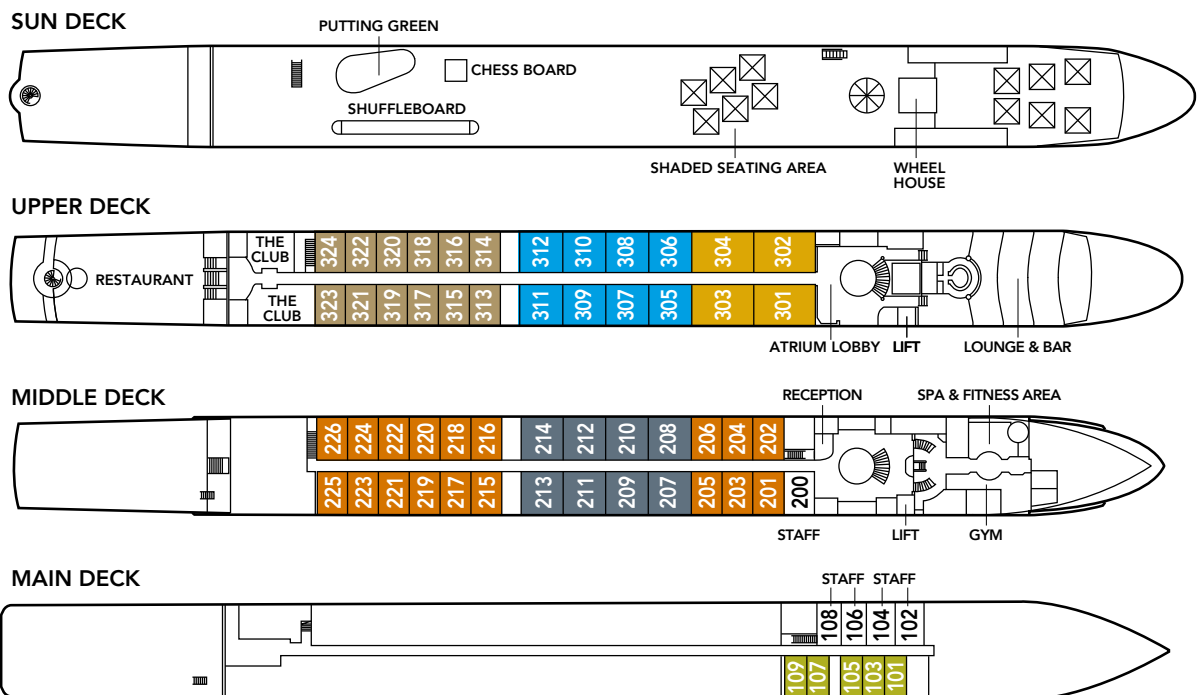 SUN DECK
PUTTING GREEN
CHESS BOARD
SHUFFLEBOARD
SHADED SEATING AREA
WHEEL
HOUSE
UPPER DECK
THE
CLUB
324 322 320 318 316 314 312 310 308 306 304 302
RESTAURANT
THE
CLUB
323 321 319 317 315 313 311 309 307 305 303 301
ATRIUM LOBBY LIFT LOUNGE & BAR
MIDDLE DECK
RECEPTION SPA & FITNESS AREA
226 224 222 220 218 216 214 212 210 208 206 204 202
225 223 221 219 217 215 213 211 209 207 205 203 201 200
STAFF LIFT GYM
MAIN DECK
STAFF STAFF
108 106 104 102
109 107 105 103 101